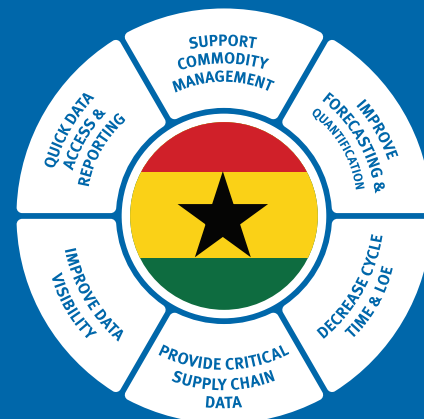 SUPPORT
COMMODITY
MANAGEMENT
IMPROVE
FORECASTING &
QUANTIFICATION
DECREASE CYCLE
TIME & LOE
PROVIDE CRITICAL
SUPPLY CHAIN
DATA
IMPROVE DATA
VISIBILITY
QUICK DATA
ACCESS &
REPORTING